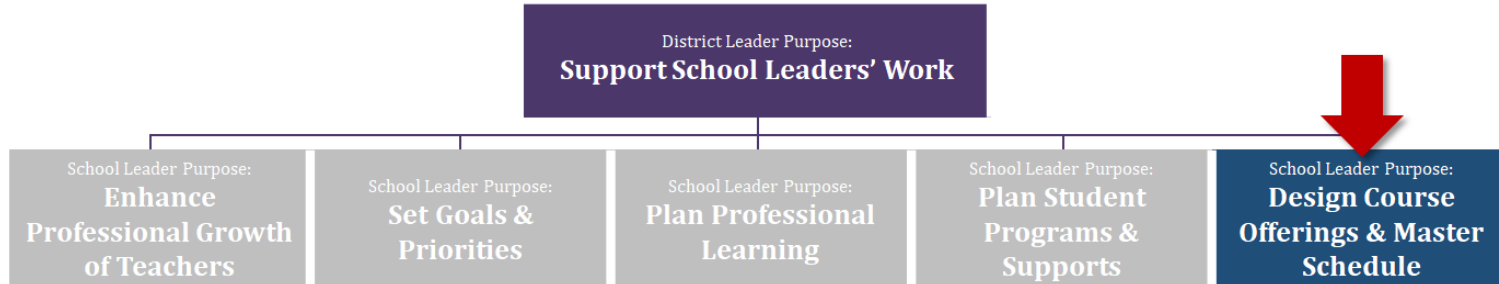 District Leader Purpose:
Support School Leaders’ Work
School Leader Purpose:
Enhance
Professional Growth
of Teachers
School Leader Purpose:
Set Goals &
Priorities
School Leader Purpose:
Plan Professional
Learning
School Leader Purpose:
Plan Student
Programs &
Supports
School Leader Purpose:
Design Course
Offerings & Master
Schedule